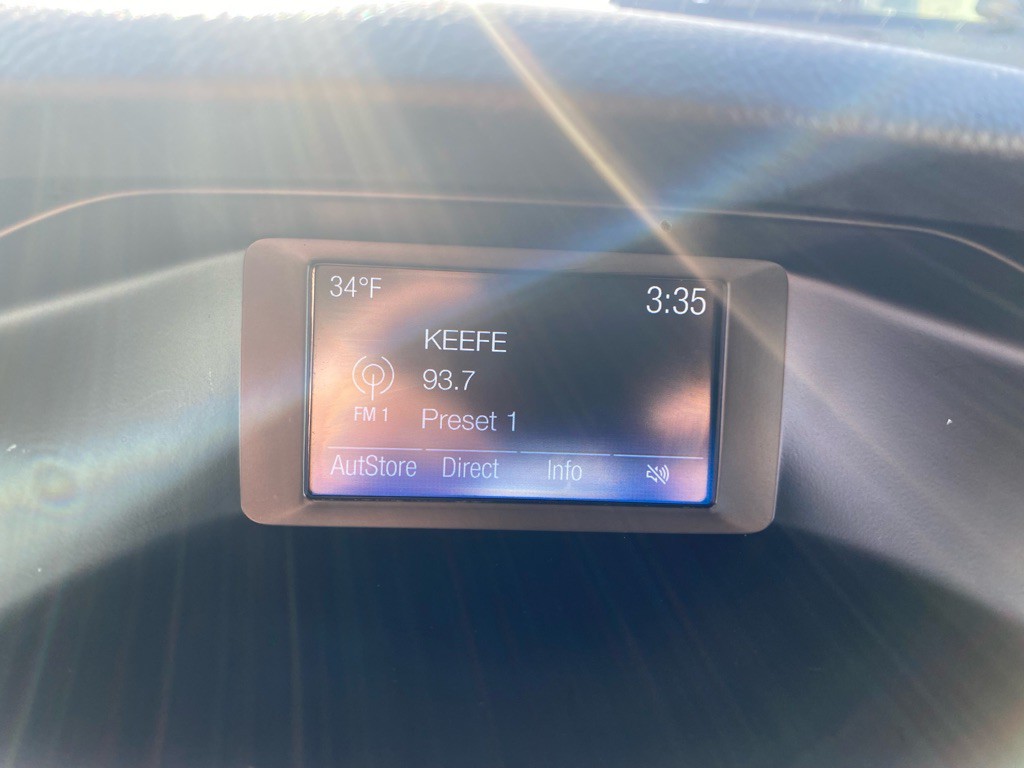 34°F 3:35
KEEFE
93.7
FM 1
Preset 1
AutStore Direct Info